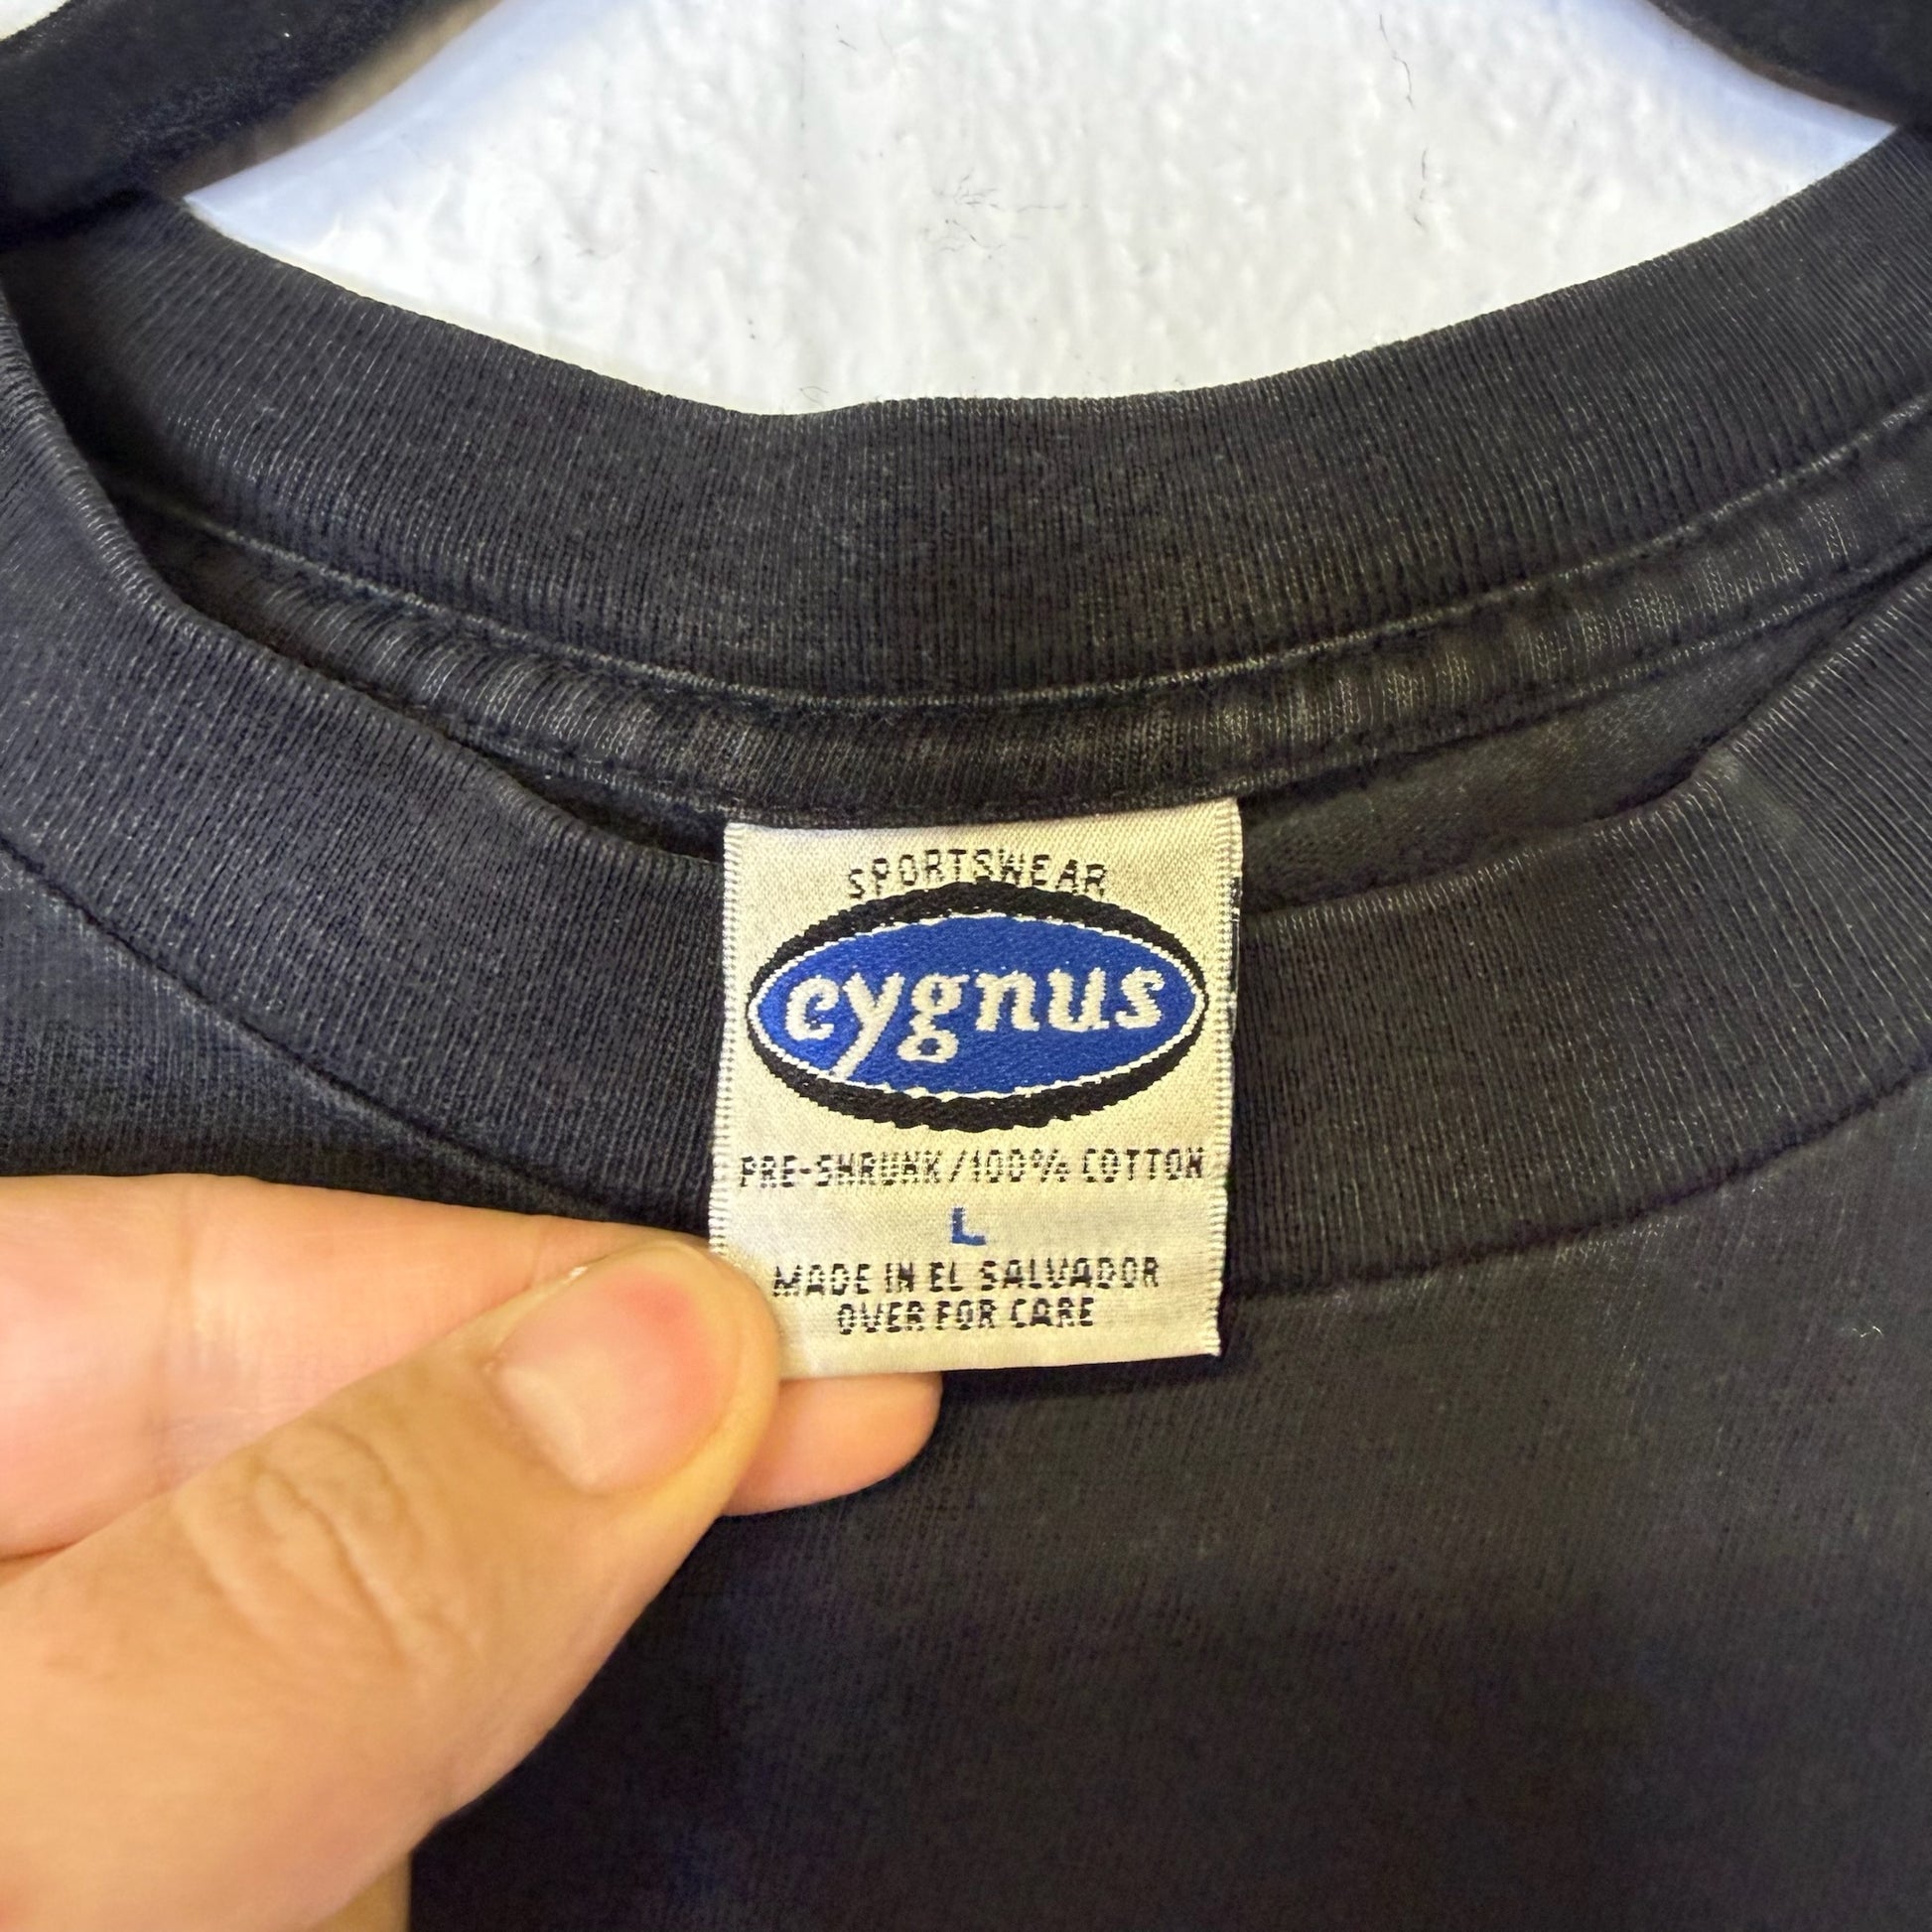 SPORTSWEAR
cygnus
PRE-SHRUNK/100% COTTON
L
MADE IN EL SALVADOR
OVER FOR CARE